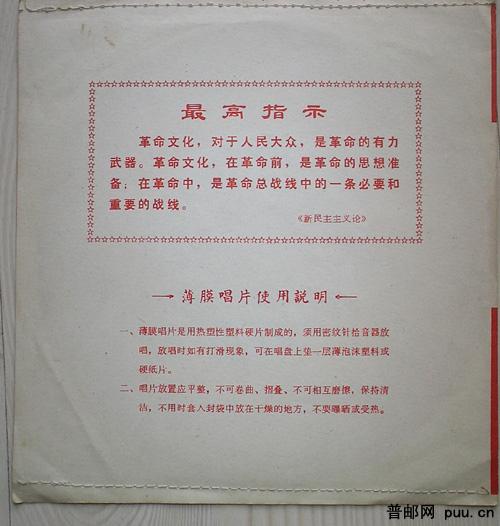 最高指示
革命文化，对于人民大众，是革命的有力
武器。革命文化，在革命前，是革命的思想准
备；在革命中，是革命总战线中的一条必要和
重要的战线。
《新民主主义论》
薄膜唱片使用説明
一、薄膜唱片是用热塑性塑料硬片制成的，须用密纹针拾音器放
唱，放唱时如有打滑现象，可在唱盘上垫一层薄泡沫塑料或
硬纸片。
二、唱片放置应平整，不可卷曲、摺叠、不可相互磨擦，保持清
洁，不用时套入封袋中放在干燥的地方，不要曝晒或受热。
普邮网 puu.cn